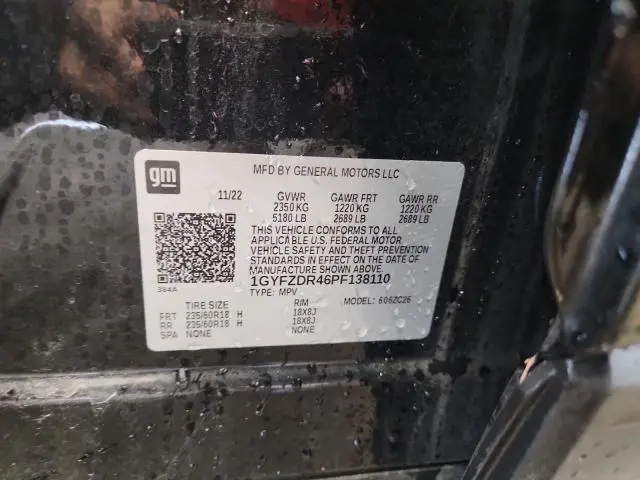 gm
MFD BY GENERAL MOTORS LLC
11/22 GVWR GAWR FRT GAWR RR
2350 KG 1220 KG 1220 KG
5180 LB 2689 LB 2689 LB
THIS VEHICLE CONFORMS TO ALL
APPLICABLE U.S. FEDERAL MOTOR
VEHICLE SAFETY AND THEFT PREVENTION
STANDARDS IN EFFECT ON THE DATE
OF MANUFACTURE SHOWN ABOVE.
384A 1GYFZDR46PF138110
TYPE: MPV MODEL: 6062C26
TIRE SIZE RIM
FRT 235/60R18 H 18X8J
RR 235/60R18 H 18X8J
SPA NONE NONE